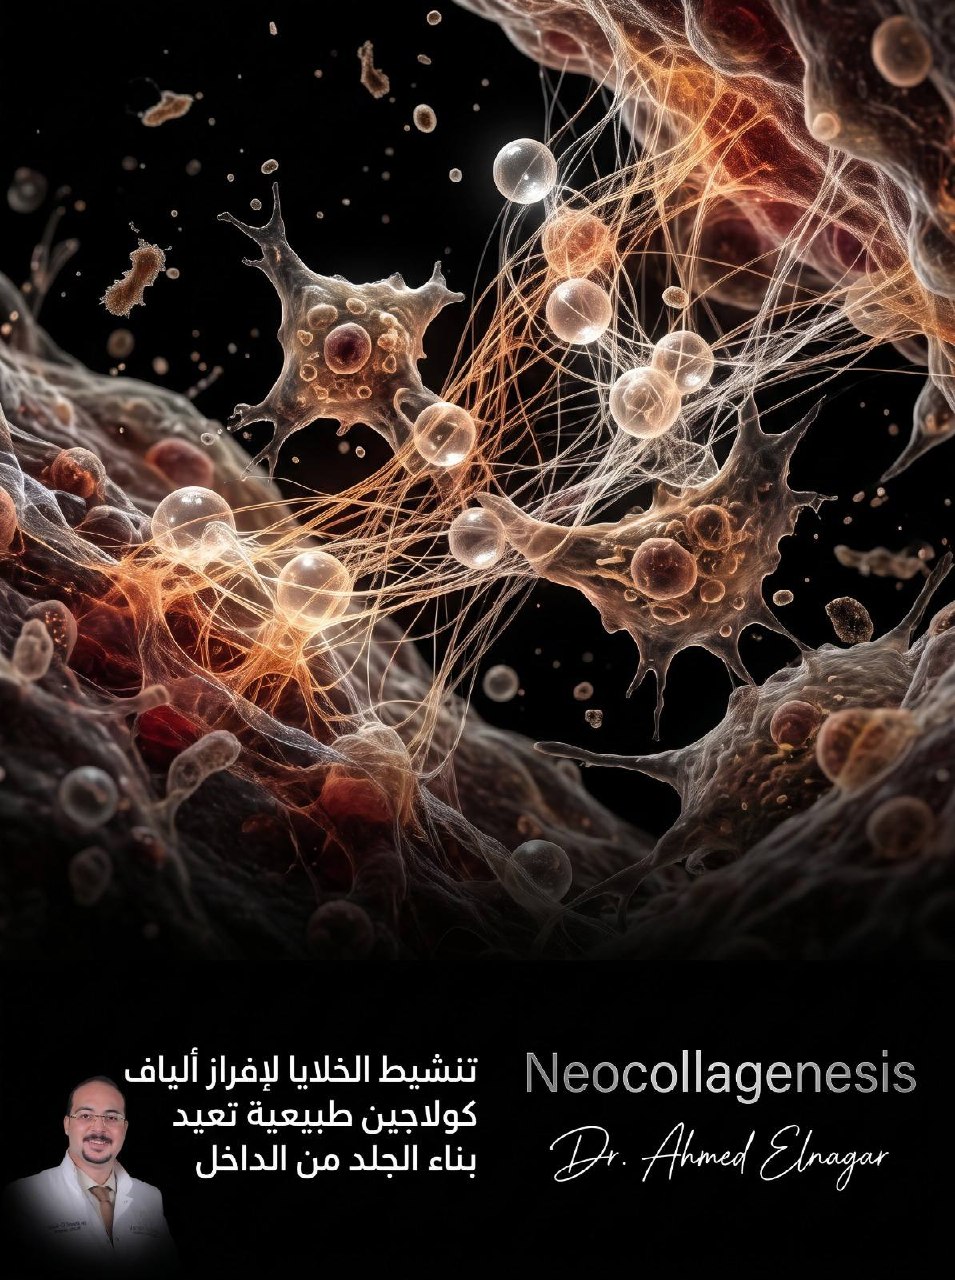 تنشيط الخلايا لإفراز ألياف
كولاجين طبيعية تعيد
بناء الجلد من الداخل
Neocollagenesis
Dr. Ahmed Elnagar